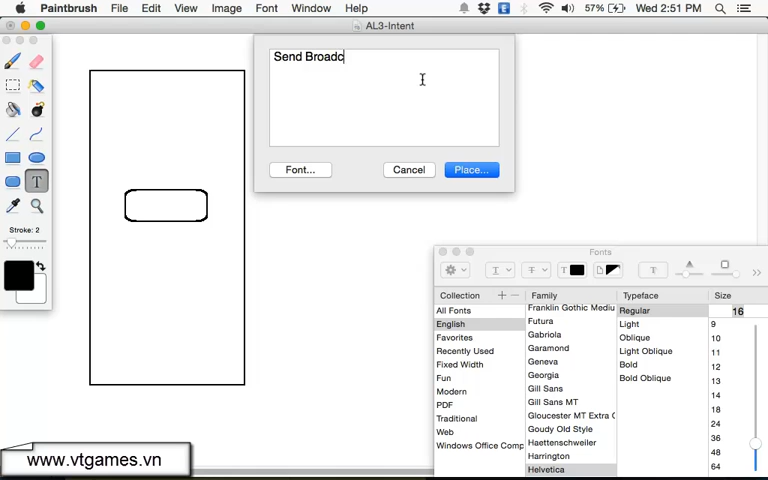 Paintbrush File Edit View Image Font Window Help
57% Wed 2:51 PM
AL3-Intent
Send Broadc
Font... Cancel Place...
Stroke: 2
Fonts
Collection Family Typeface Size
All Fonts
English
Favorites
Recently Used
Fixed Width
Fun
Modern
PDF
Traditional
Web
Windows Office Comp
Franklin Gothic Mediu
Futura
Gabriola
Garamond
Geneva
Georgia
Gill Sans
Gill Sans MT
Gloucester MT Extra C
Goudy Old Style
Haettenschweiler
Harrington
Helvetica
Regular
Light
Oblique
Light Oblique
Bold
Bold Oblique
16
9
10
11
12
13
14
18
24
36
48
64
www.vtgames.vn